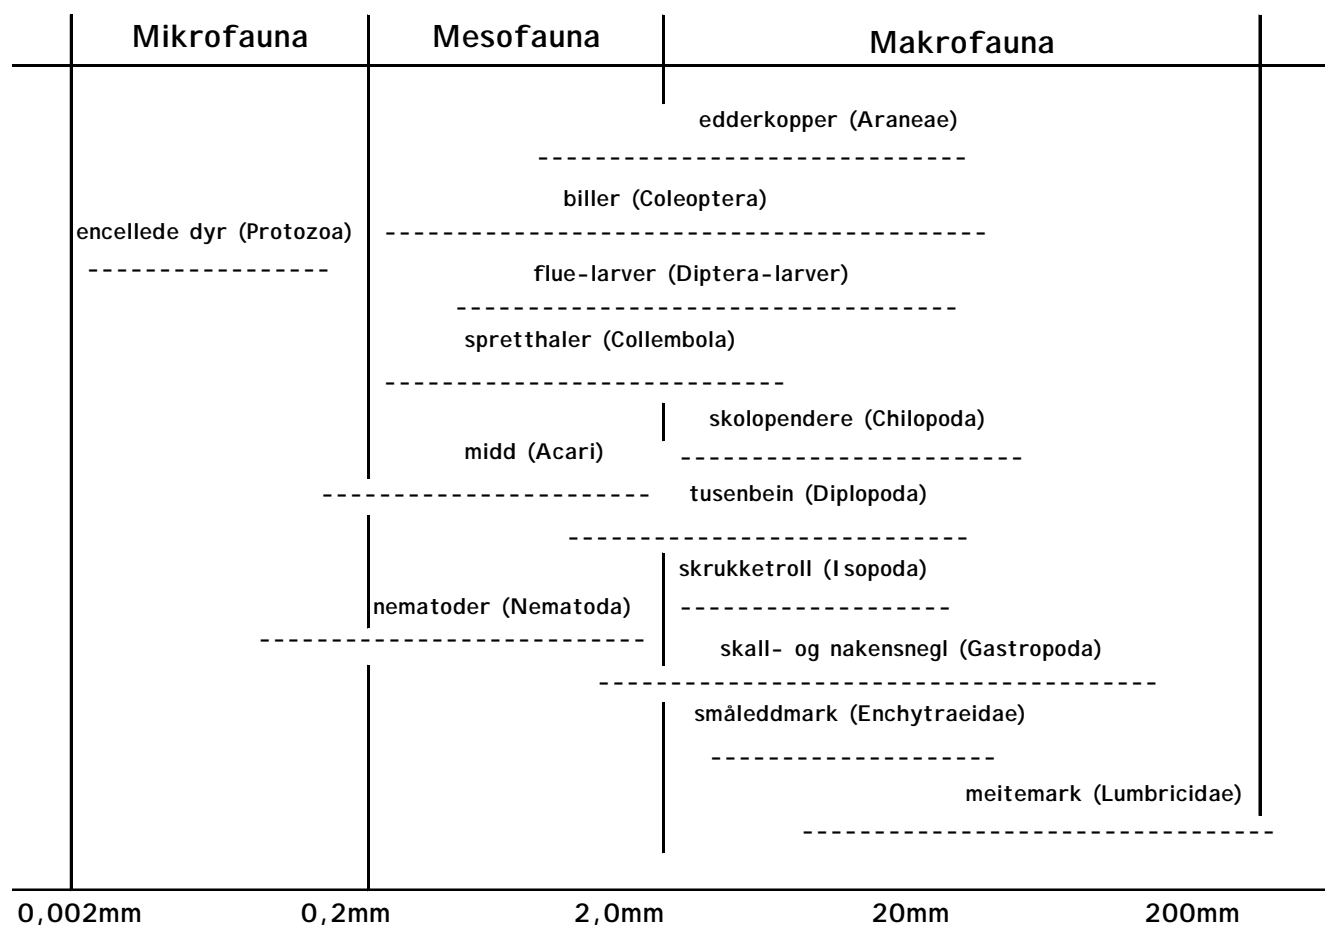 Mikrofauna Mesofauna Makrofauna
edderkopper (Araneae)
biller (Coleoptera)
encellede dyr (Protozoa)
flue-larver (Diptera-larver)
spretthaler (Collembola)
skolopendere (Chilopoda)
midd (Acari)
tusenbein (Diplopoda)
skrukketroll (Isopoda)
nematoder (Nematoda)
skall- og nakensnegl (Gastropoda)
småleddmark (Enchytraeidae)
meitemark (Lumbricidae)
0,002mm 0,2mm 2,0mm 20mm 200mm